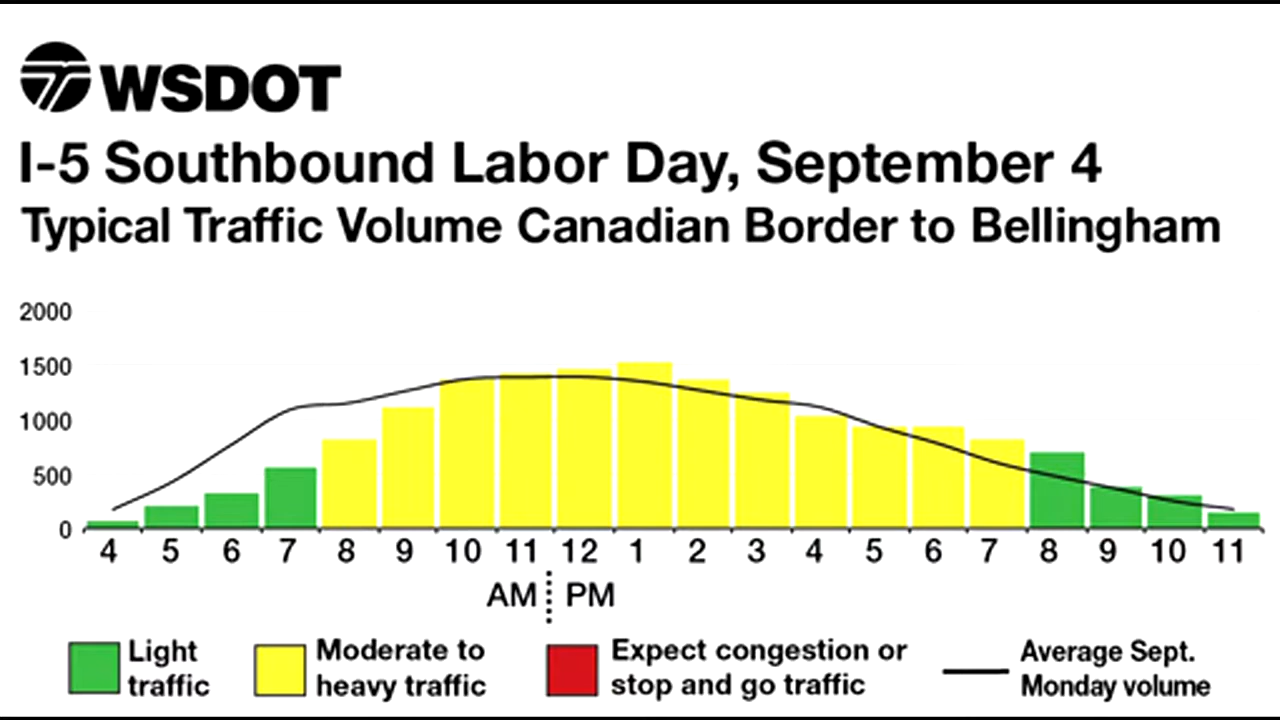 WSDOT
I-5 Southbound Labor Day, September 4
Typical Traffic Volume Canadian Border to Bellingham
2000
1500
1000
500
0
4 5 6 7 8 9 10 11 12 1 2 3 4 5 6 7 8 9 10 11
AM PM
Light
traffic
Moderate to
heavy traffic
Expect congestion or
stop and go traffic
Average Sept.
Monday volume